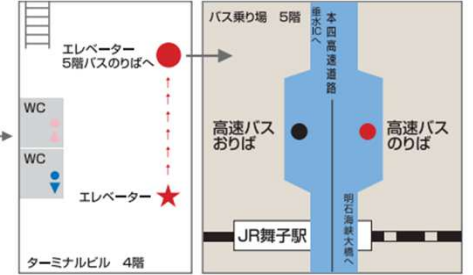 エレベーター
5階バスのりばへ
WC
WC
エレベーター
ターミナルビル 4階
バス乗り場 5階
垂水ICへ
本四高速道路
高速バス
おりば
高速バス
のりば
明石海峡大橋へ
JR舞子駅